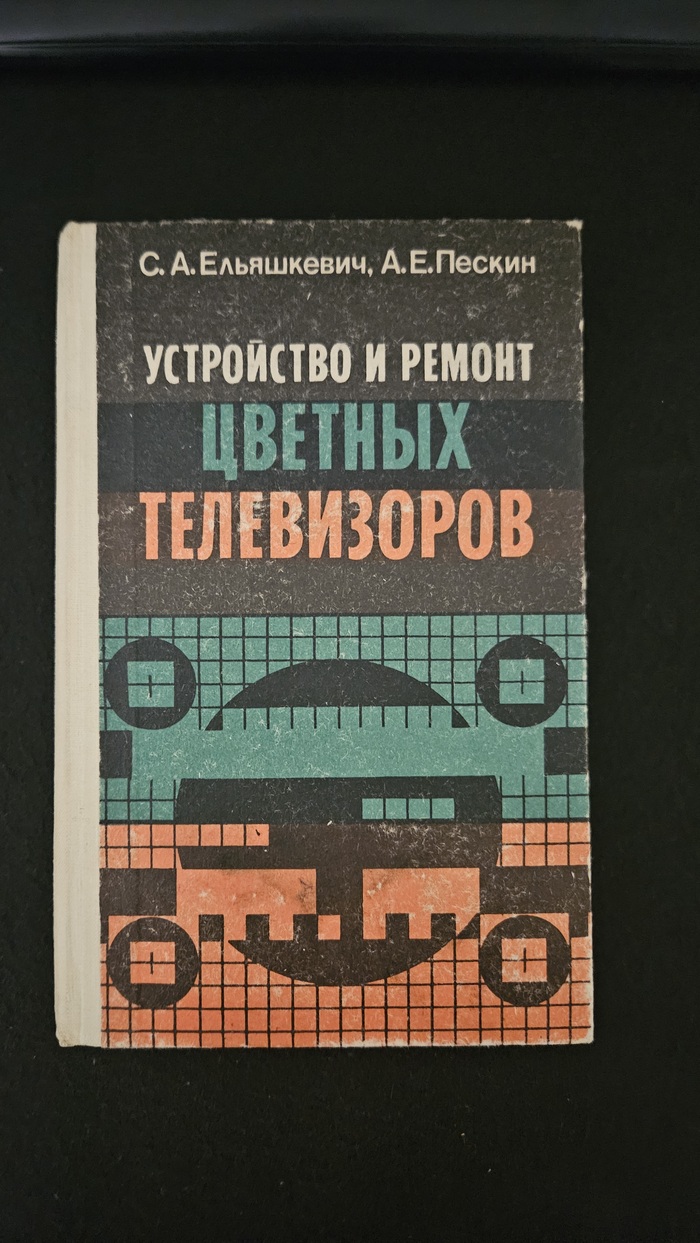 С. А. Ельяшкевич, А. Е. Пескин
УСТРОЙСТВО И РЕМОНТ
ЦВЕТНЫХ
ТЕЛЕВИЗОРОВ